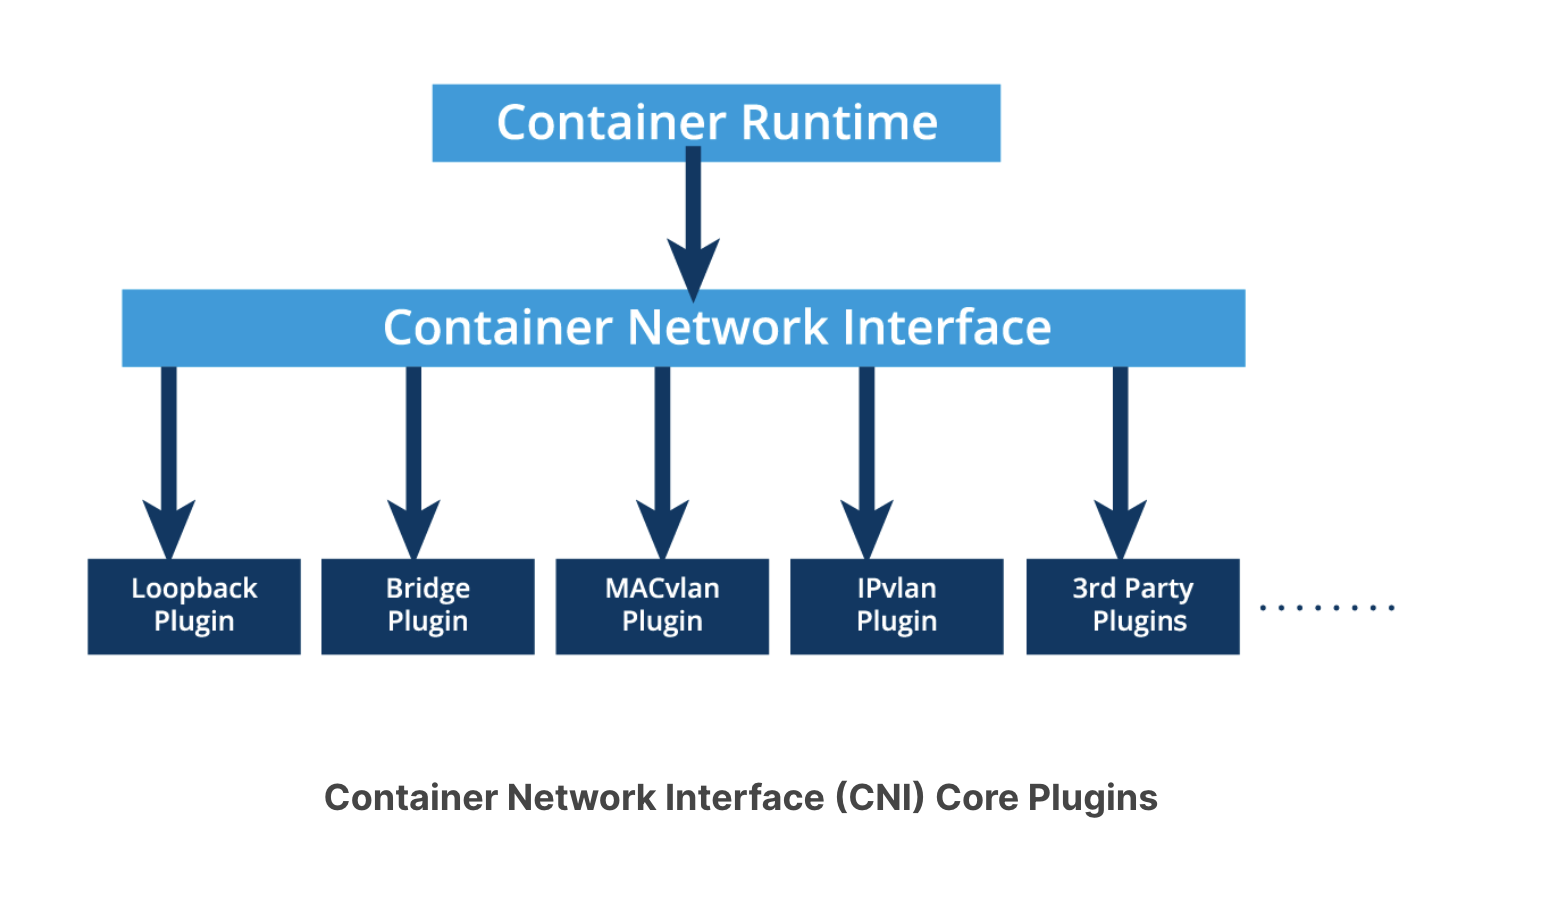 Container Runtime
Container Network Interface
Loopback
Plugin
Bridge
Plugin
MACvlan
Plugin
IPvlan
Plugin
3rd Party
Plugins
........
Container Network Interface (CNI) Core Plugins